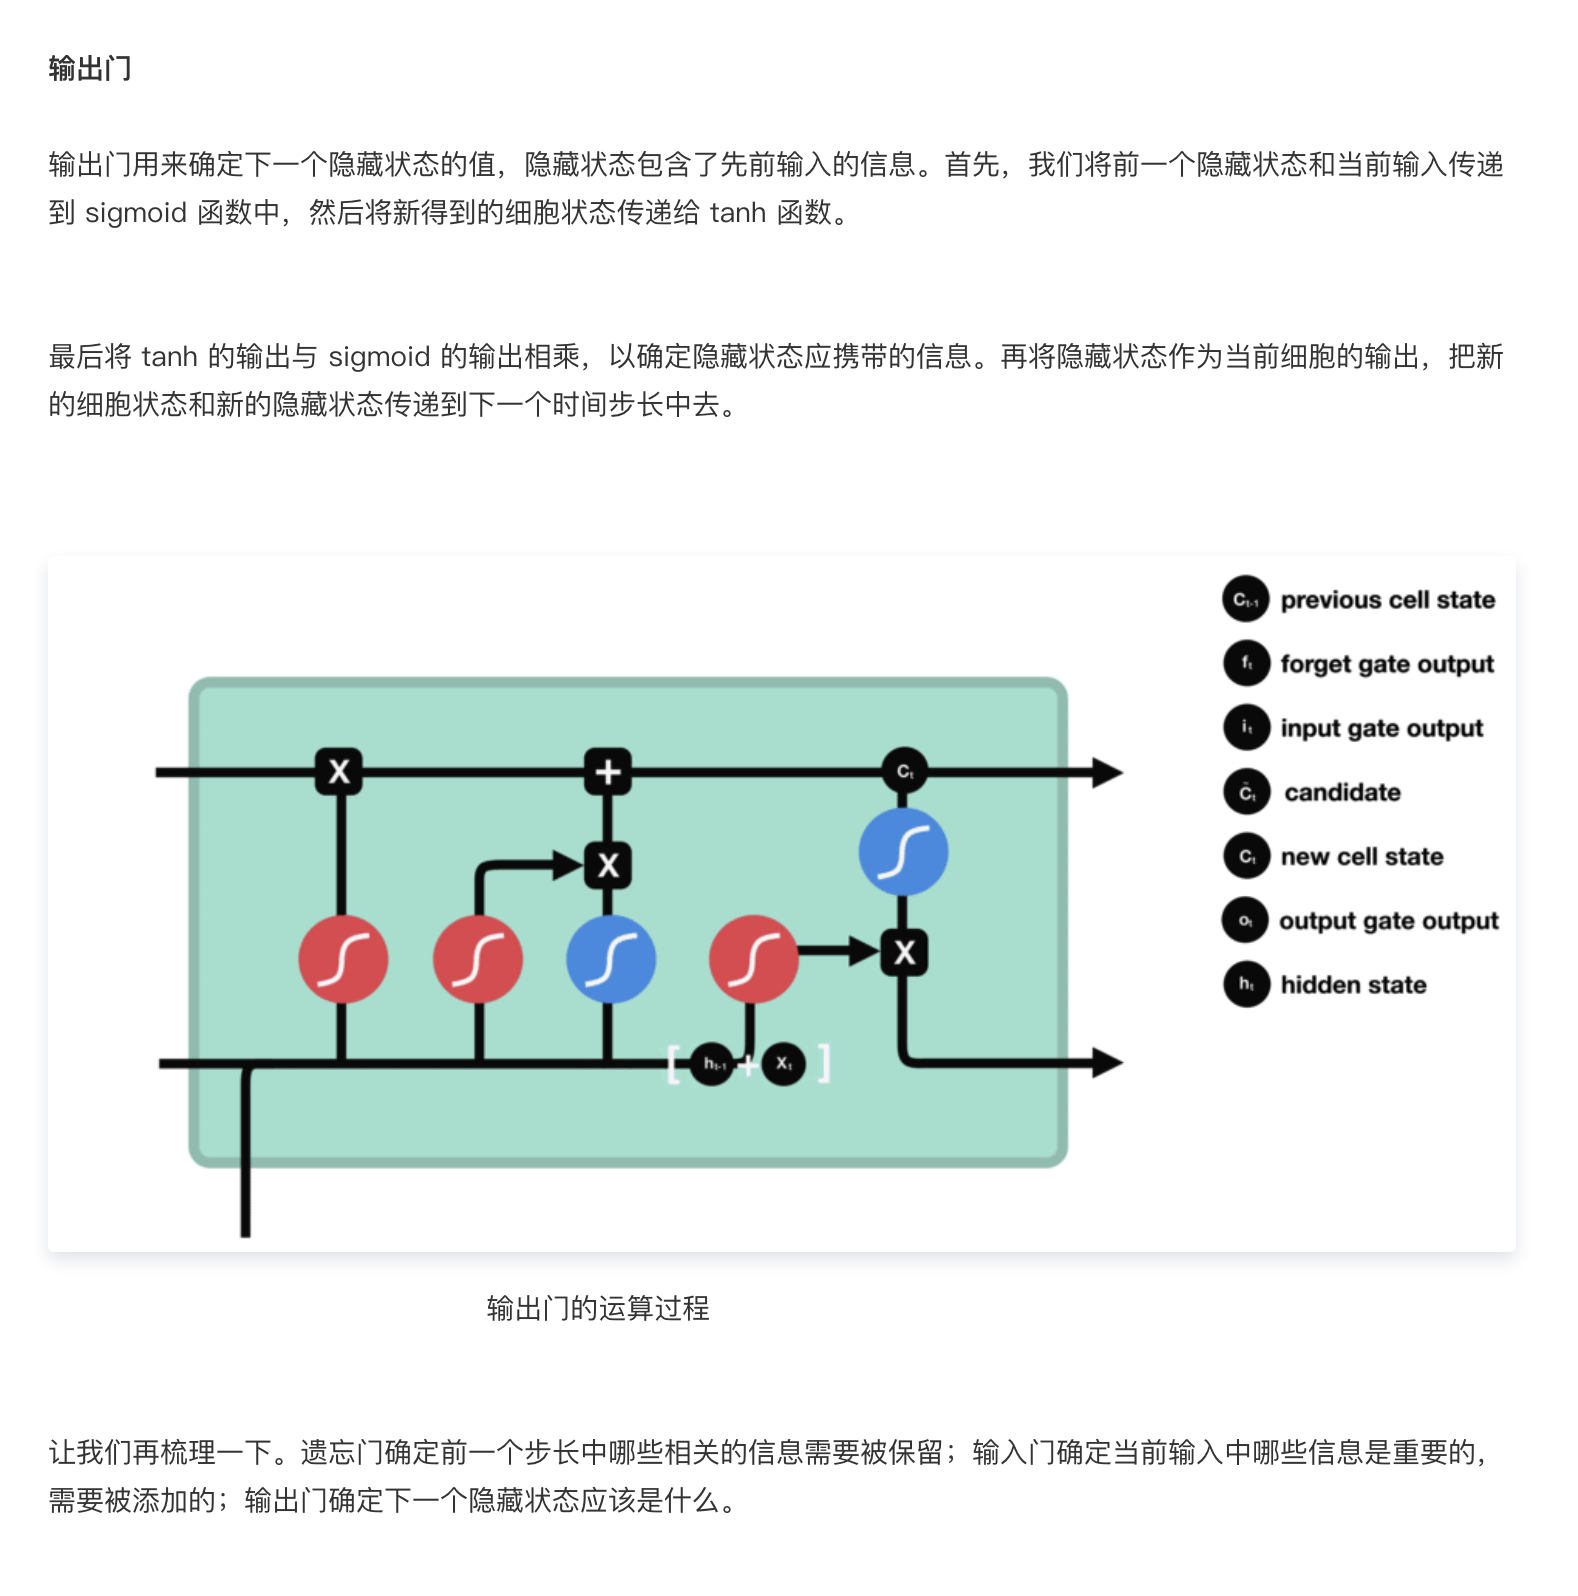 输出门
输出门用来确定下一个隐藏状态的值，隐藏状态包含了先前输入的信息。首先，我们将前一个隐藏状态和当前输入传递
到 sigmoid 函数中，然后将新得到的细胞状态传递给 tanh 函数。
最后将 tanh 的输出与 sigmoid 的输出相乘，以确定隐藏状态应携带的信息。再将隐藏状态作为当前细胞的输出，把新
的细胞状态和新的隐藏状态传递到下一个时间步长中去。
Ct-1 previous cell state
ft forget gate output
it input gate output
C̃t candidate
Ct new cell state
ot output gate output
ht hidden state
X + Ct
X
X
[ ht-1 + Xt ]
输出门的运算过程
让我们再梳理一下。遗忘门确定前一个步长中哪些相关的信息需要被保留；输入门确定当前输入中哪些信息是重要的，
需要被添加的；输出门确定下一个隐藏状态应该是什么。